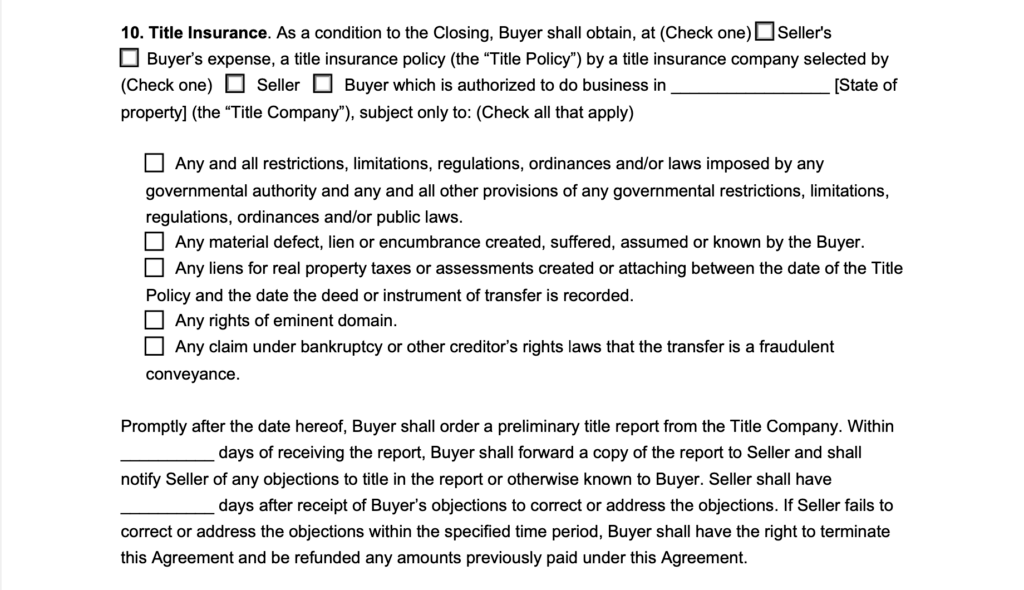 10. Title Insurance. As a condition to the Closing, Buyer shall obtain, at (Check one) ☐ Seller's
☐ Buyer’s expense, a title insurance policy (the “Title Policy”) by a title insurance company selected by
(Check one) ☐ Seller ☐ Buyer which is authorized to do business in _________________ [State of
property] (the “Title Company”), subject only to: (Check all that apply)
☐ Any and all restrictions, limitations, regulations, ordinances and/or laws imposed by any
governmental authority and any and all other provisions of any governmental restrictions, limitations,
regulations, ordinances and/or public laws.
☐ Any material defect, lien or encumbrance created, suffered, assumed or known by the Buyer.
☐ Any liens for real property taxes or assessments created or attaching between the date of the Title
Policy and the date the deed or instrument of transfer is recorded.
☐ Any rights of eminent domain.
☐ Any claim under bankruptcy or other creditor’s rights laws that the transfer is a fraudulent
conveyance.
Promptly after the date hereof, Buyer shall order a preliminary title report from the Title Company. Within
__________ days of receiving the report, Buyer shall forward a copy of the report to Seller and shall
notify Seller of any objections to title in the report or otherwise known to Buyer. Seller shall have
__________ days after receipt of Buyer’s objections to correct or address the objections. If Seller fails to
correct or address the objections within the specified time period, Buyer shall have the right to terminate
this Agreement and be refunded any amounts previously paid under this Agreement.